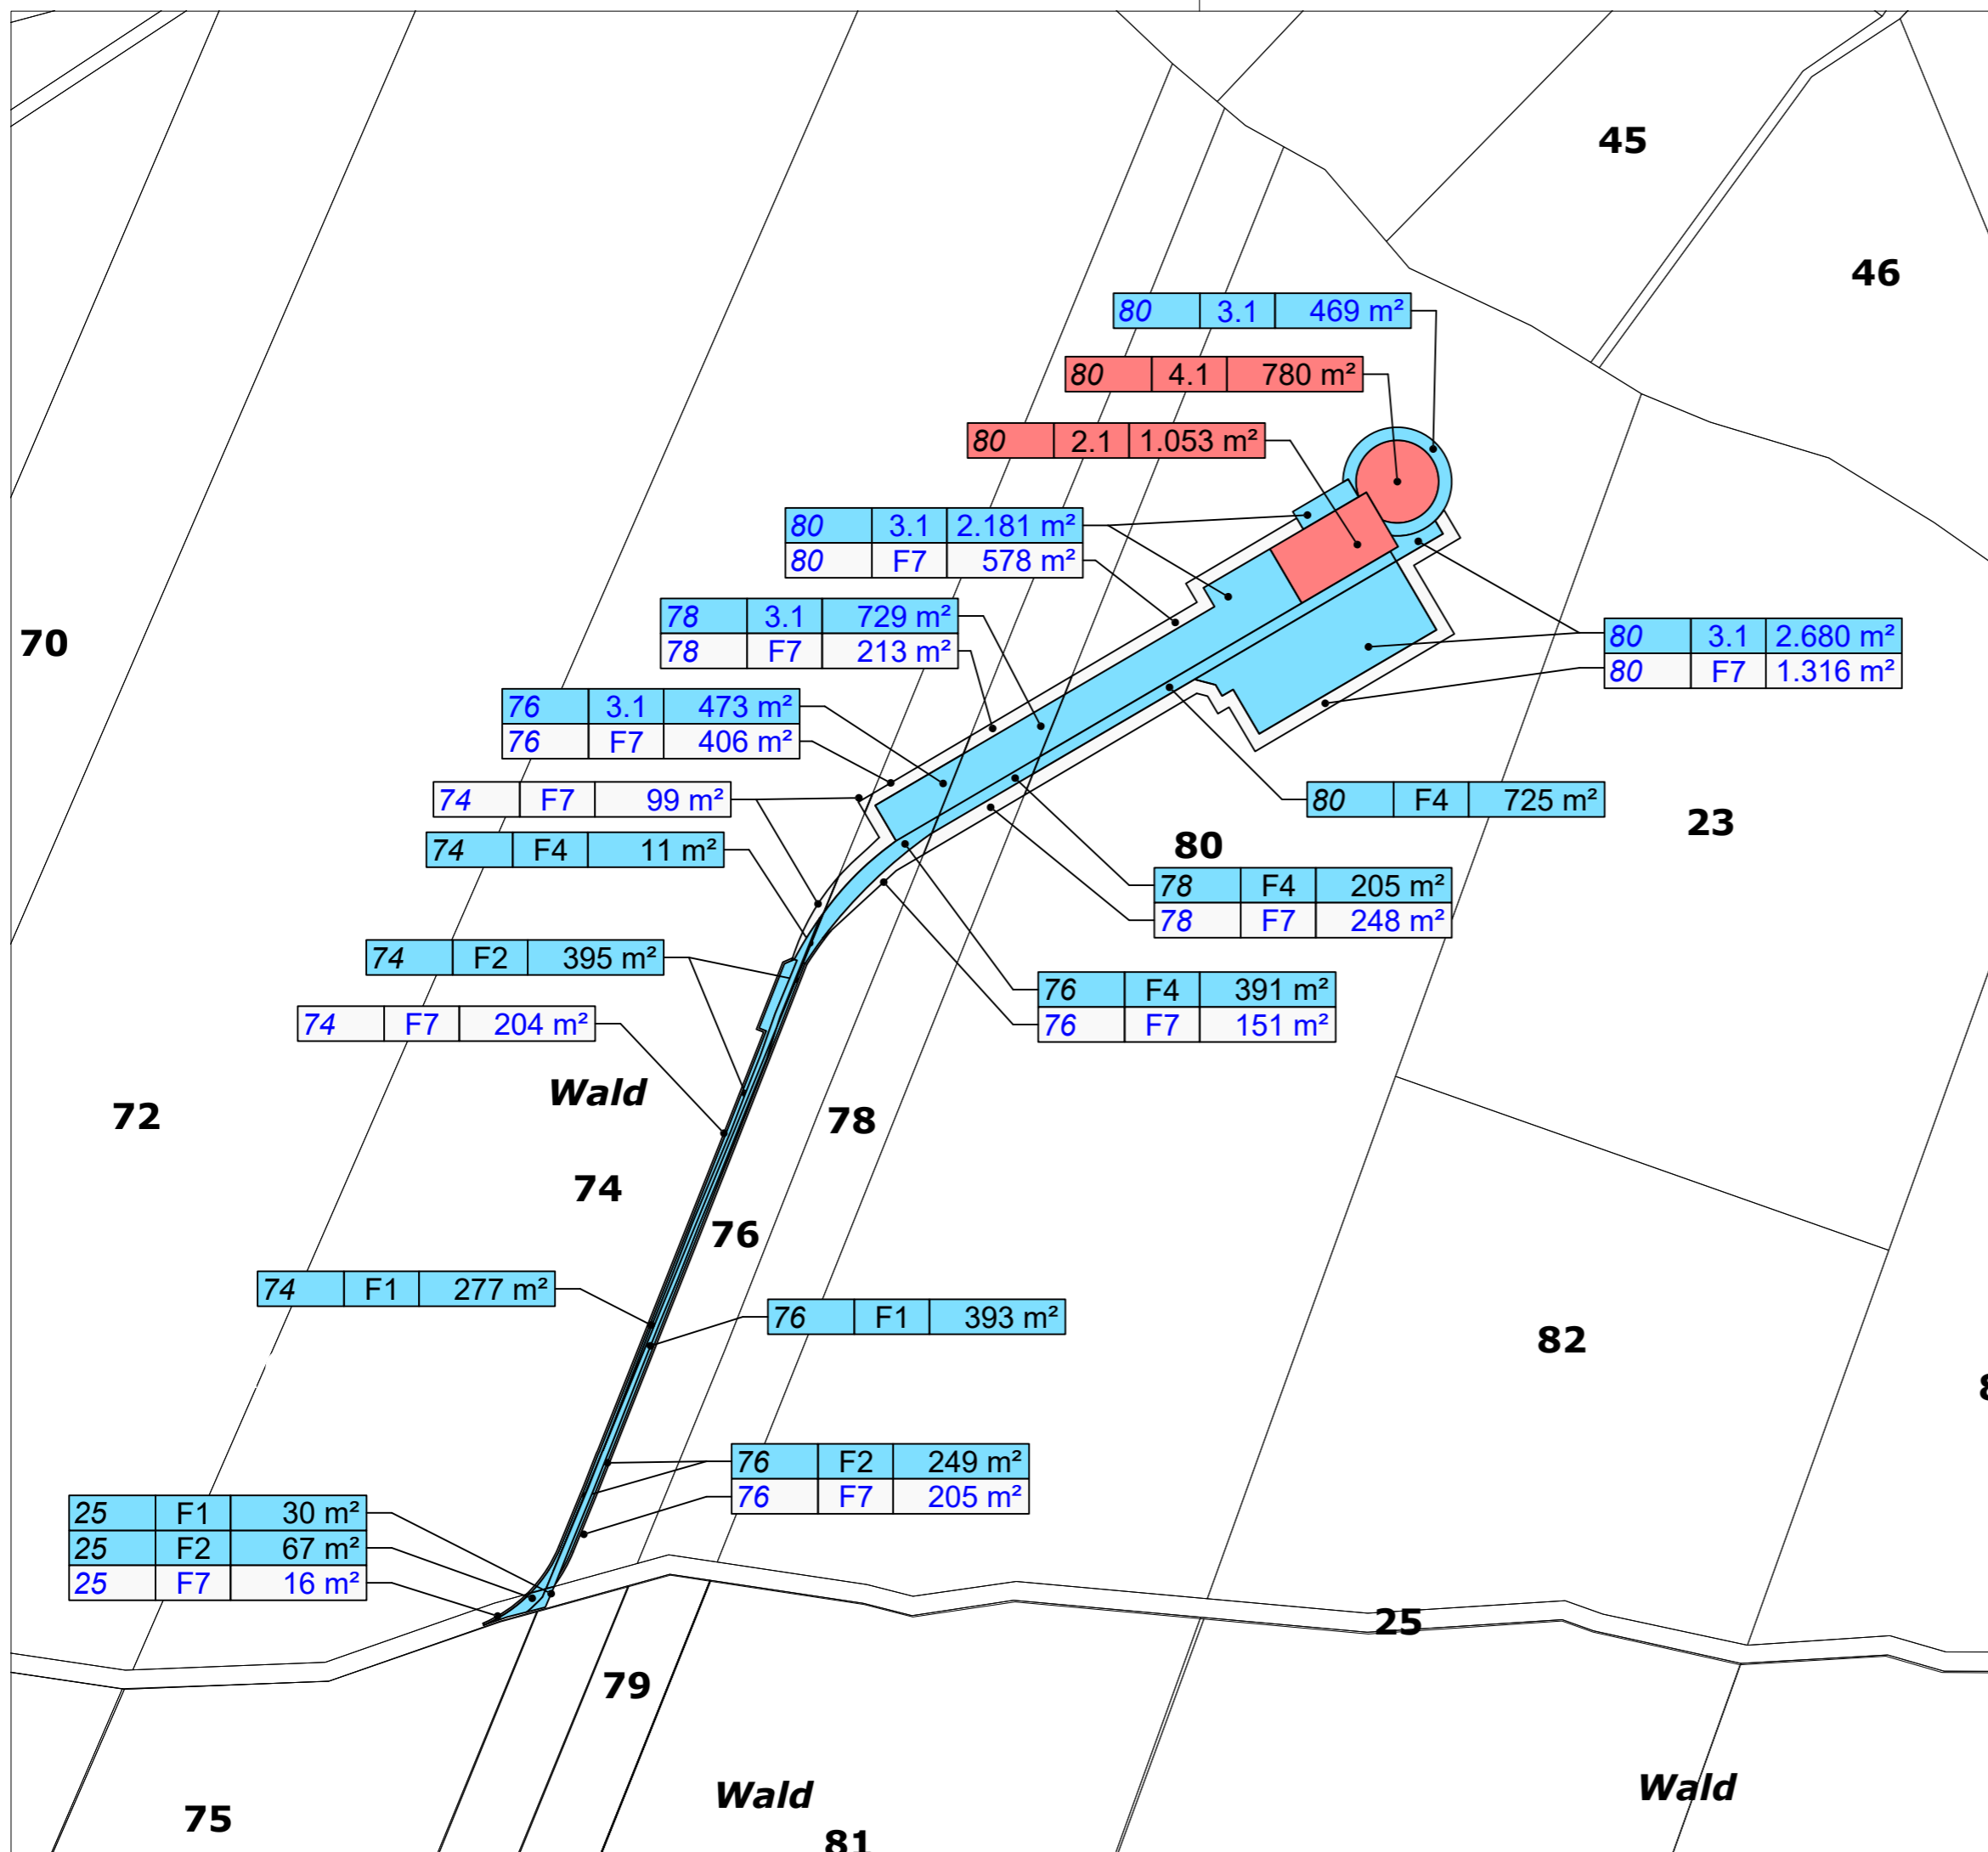 45
46
80 3.1 469 m²
80 4.1 780 m²
80 2.1 1.053 m²
80 3.1 2.181 m²
80 F7 578 m²
78 3.1 729 m²
78 F7 213 m²
70
80 3.1 2.680 m²
80 F7 1.316 m²
76 3.1 473 m²
76 F7 406 m²
74 F7 99 m²
80 F4 725 m²
23
74 F4 11 m²
80
78 F4 205 m²
78 F7 248 m²
74 F2 395 m²
76 F4 391 m²
76 F7 151 m²
74 F7 204 m²
Wald
72
78
74
76
74 F1 277 m²
76 F1 393 m²
82
76 F2 249 m²
76 F7 205 m²
25 F1 30 m²
25 F2 67 m²
25 F7 16 m²
25
79
Wald
Wald
75
81